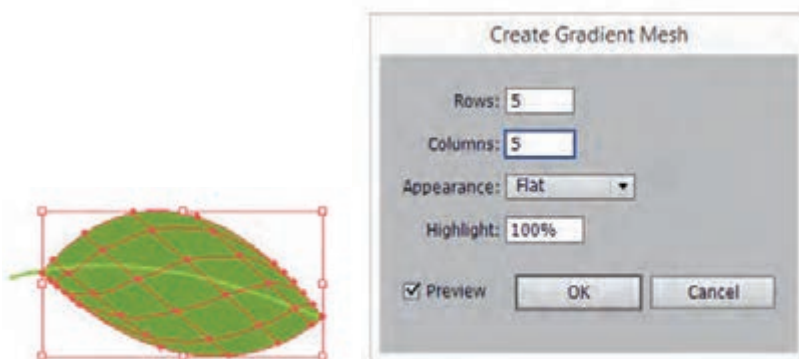 Create Gradient Mesh
Rows: 5
Columns: 5
Appearance: Flat
Highlight: 100%
Preview OK Cancel